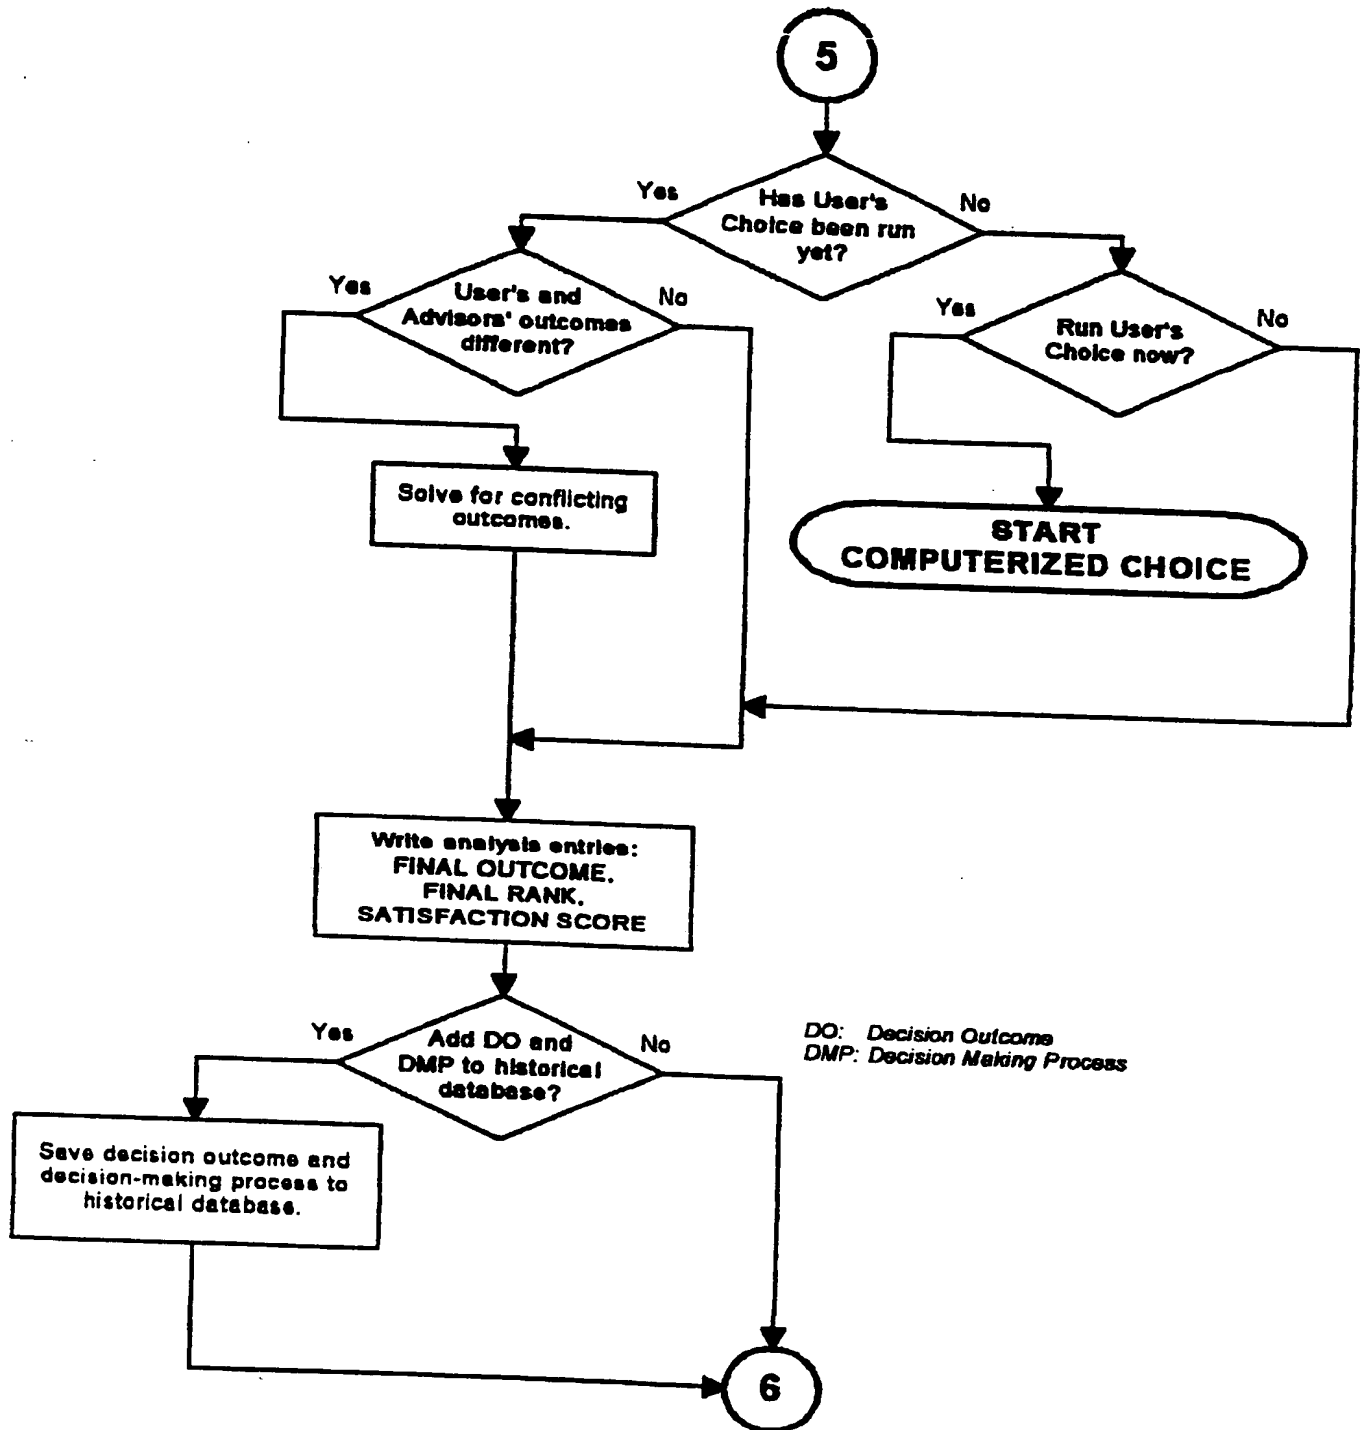 5
Yes
Has User's
Choice been run
yet?
No
Yes
User's and
Advisors' outcomes
different?
No
Yes
Run User's
Choice now?
No
Solve for conflicting
outcomes.
START
COMPUTERIZED CHOICE
Write analysis entries:
FINAL OUTCOME.
FINAL RANK.
SATISFACTION SCORE
Yes
Add DO and
DMP to historical
database?
No
DO: Decision Outcome
DMP: Decision Making Process
Save decision outcome and
decision-making process to
historical database.
6